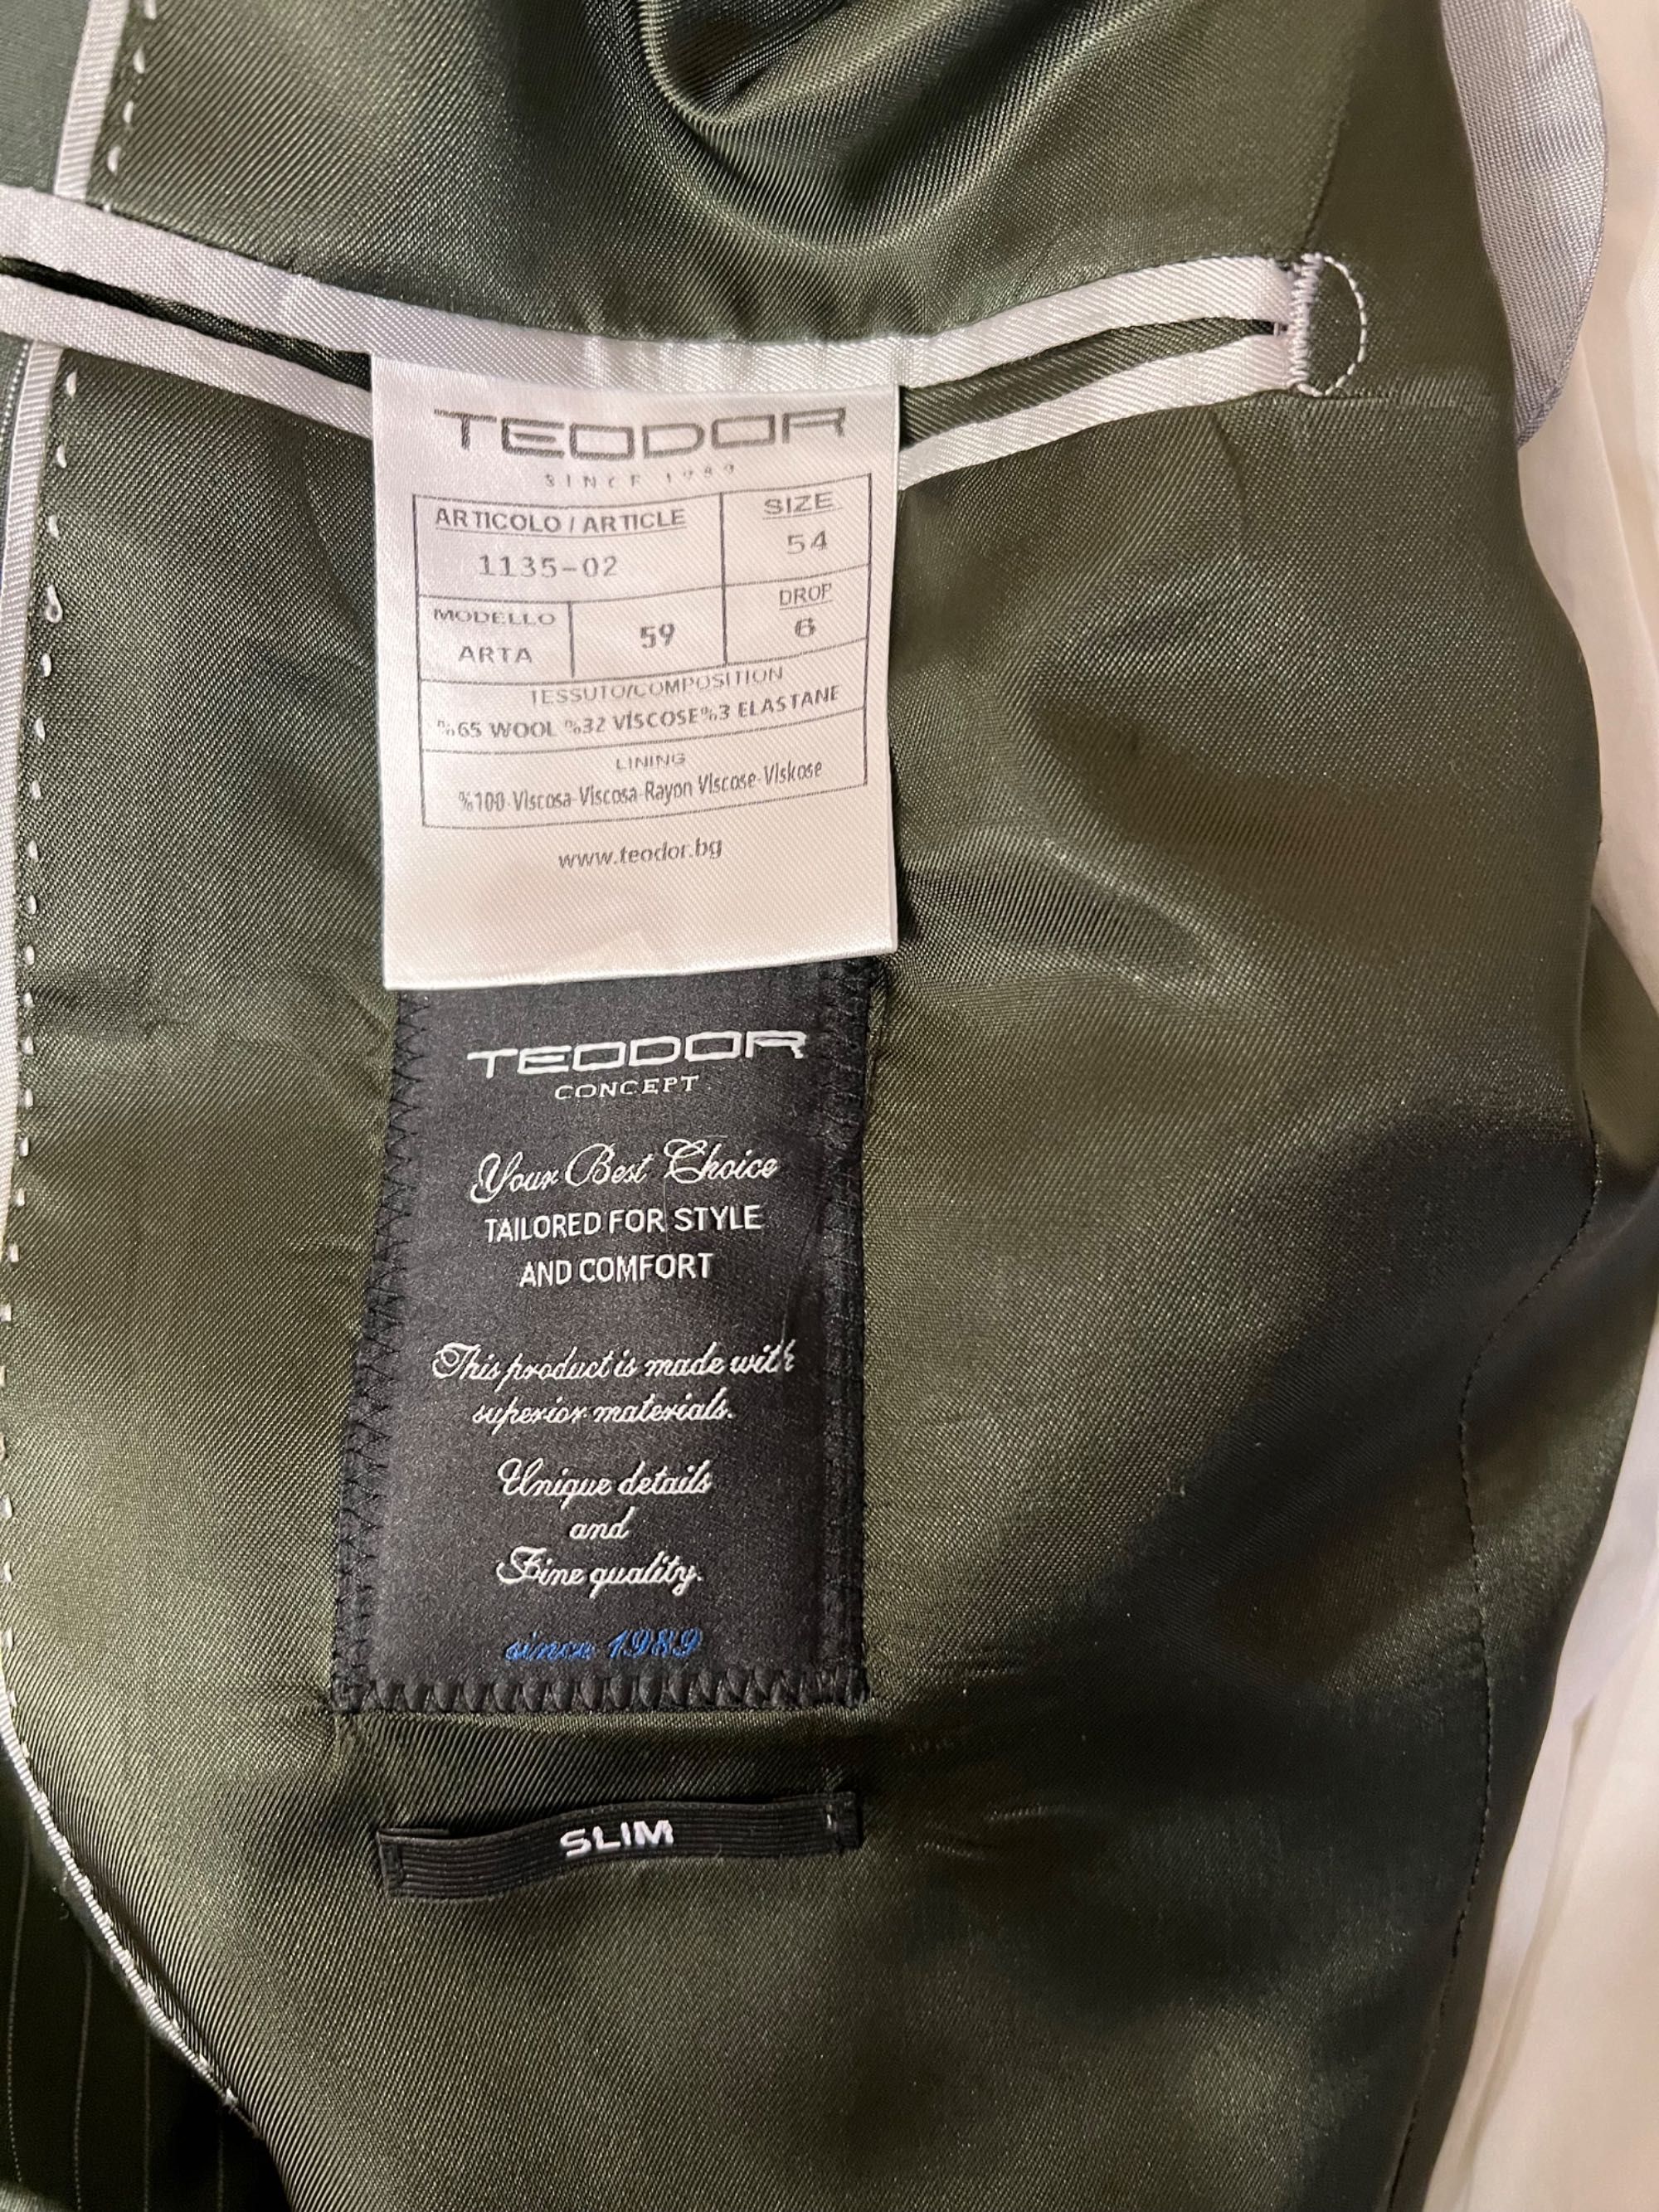 TEODOR
SINCE 1989
ARTICOLO / ARTICLE
1135-02
SIZE
54
MODELLO
ARTA
59
DROP
6
TESSUTO/COMPOSITION
%65 WOOL %32 VİSCOSE%3 ELASTANE
LINING
%100-Viscosa-Viscosa-Rayon Viscose-Viskose
www.teodor.bg
TEODOR
CONCEPT
Your Best Choice
TAILORED FOR STYLE
AND COMFORT
This product is made with
superior materials.
Unique details
and
Fine quality.
since 1989
SLIM